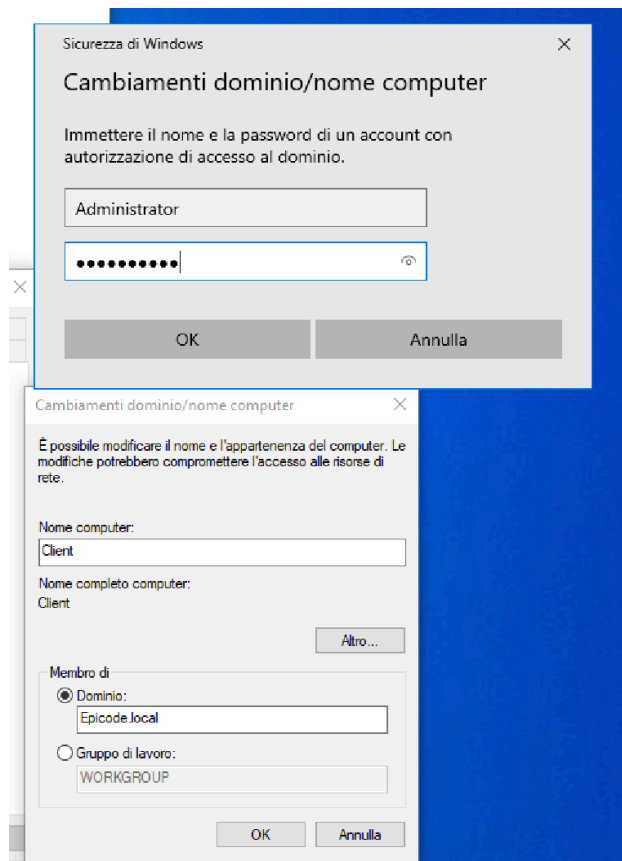 Sicurezza di Windows
Cambiamenti dominio/nome computer
Immettere il nome e la password di un account con
autorizzazione di accesso al dominio.
Administrator
●●●●●●●●●●
OK Annulla
Cambiamenti dominio/nome computer
È possibile modificare il nome e l'appartenenza del computer. Le
modifiche potrebbero compromettere l'accesso alle risorse di
rete.
Nome computer:
Client
Nome completo computer:
Client
Altro...
Membro di
Dominio:
Epicode.local
Gruppo di lavoro:
WORKGROUP
OK Annulla